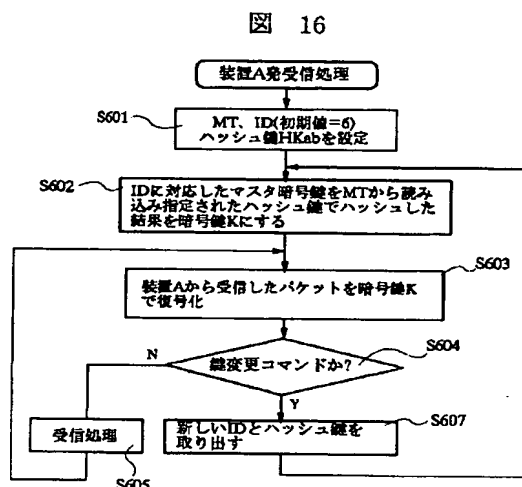 図 16
装置A発受信処理
S601
MT、ID(初期値=6)
ハッシュ鍵HKabを設定
S602
IDに対応したマスタ暗号鍵をMTから読み
込み指定されたハッシュ鍵でハッシュした
結果を暗号鍵Kにする
S603
装置Aから受信したパケットを暗号鍵K
で復号化
S604
鍵変更コマンドか?
N
Y
S607
受信処理
新しいIDとハッシュ鍵を
取り出す
S605